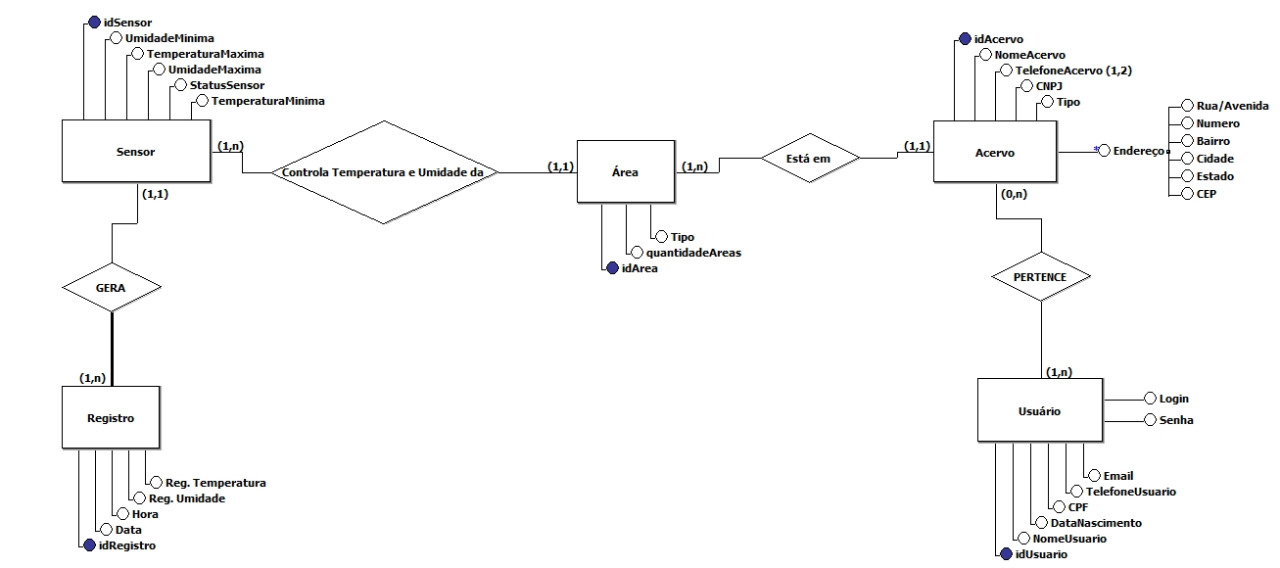 idSensor
UmidadeMinima
TemperaturaMaxima
UmidadeMaxima
StatusSensor
TemperaturaMinima
Sensor
(1,n)
Controla Temperatura e Umidade da
(1,1)
Área
(1,n)
Está em
(1,1)
idAcervo
NomeAcervo
TelefoneAcervo (1,2)
CNPJ
Tipo
Acervo
* Endereço
Rua/Avenida
Numero
Bairro
Cidade
Estado
CEP
(1,1)
(0,n)
Tipo
quantidadeAreas
idArea
GERA
PERTENCE
(1,n)
(1,n)
Registro
Usuário
Login
Senha
Reg. Temperatura
Reg. Umidade
Hora
Data
idRegistro
Email
TelefoneUsuario
CPF
DataNascimento
NomeUsuario
idUsuario